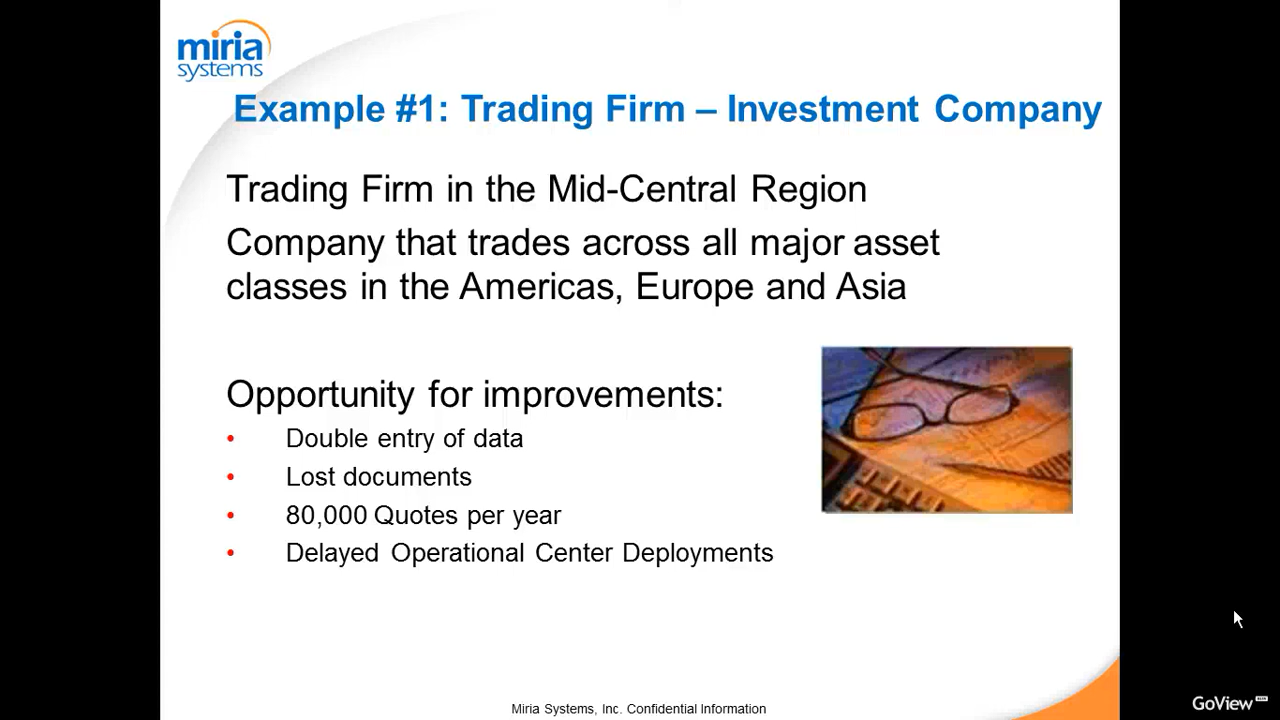 miria
systems
Example #1: Trading Firm – Investment Company
Trading Firm in the Mid-Central Region
Company that trades across all major asset
classes in the Americas, Europe and Asia
Opportunity for improvements:
• Double entry of data
• Lost documents
• 80,000 Quotes per year
• Delayed Operational Center Deployments
Miria Systems, Inc. Confidential Information
GoView